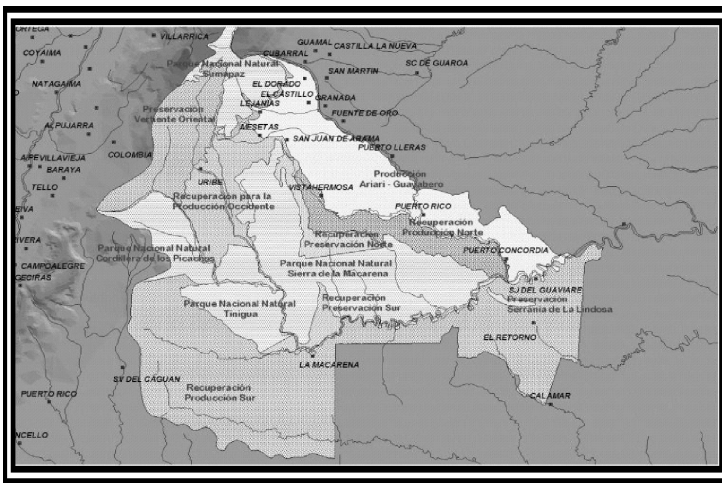 ORTEGA
VILLARRICA
GUAMAL
CASTILLA LA NUEVA
COYAIMA
CUBARRAL
Parque Nacional Natural
Sumapaz
SAN MARTIN
SC DE GUAROA
NATAGAIMA
EL DORADO
EL CASTILLO
GRANADA
LEJANIAS
Preservación
Vertiente Oriental
FUENTE DE ORO
ALPUJARRA
MESETAS
SAN JUAN DE ARAMA
PUERTO LLERAS
COLOMBIA
AIPE
VILLAVIEJA
BARAYA
URIBE
Producción
Ariari - Guayabero
TELLO
VISTAHERMOSA
Recuperación para la
Producción Occidente
PUERTO RICO
EIVA
Recuperación
Producción Norte
Recuperación
Preservación Norte
RIVERA
Parque Nacional Natural
Cordillera de los Picachos
PUERTO CONCORDIA
CAMPOALEGRE
Parque Nacional Natural
Sierra de la Macarena
GECIRAS
SJ DEL GUAVIARE
Preservación
Serranía de La Lindosa
Parque Nacional Natural
Tinigua
Recuperación
Preservación Sur
EL RETORNO
LA MACARENA
SV DEL CAGUAN
Recuperación
Producción Sur
PUERTO RICO
CALAMAR
NCELLO